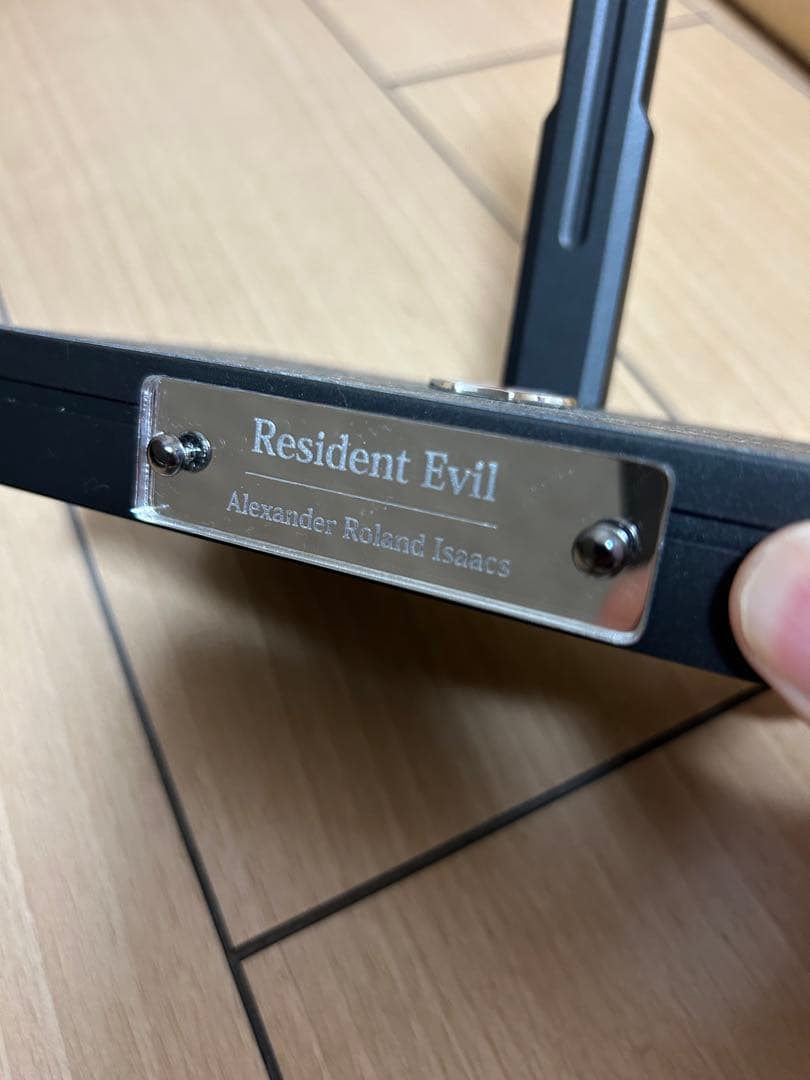 Resident Evil
Alexander Roland Isaacs